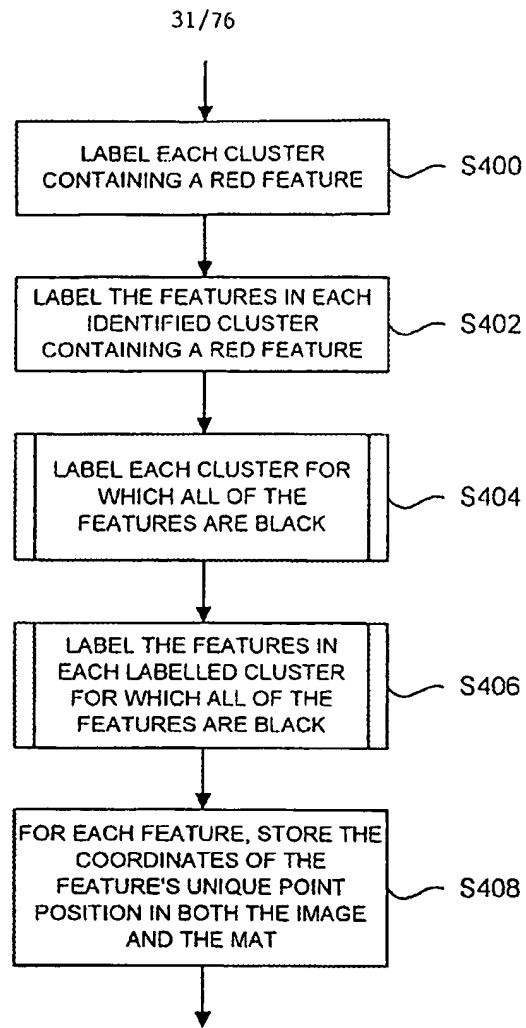 31/76
LABEL EACH CLUSTER
CONTAINING A RED FEATURE
S400
LABEL THE FEATURES IN EACH
IDENTIFIED CLUSTER
CONTAINING A RED FEATURE
S402
LABEL EACH CLUSTER FOR
WHICH ALL OF THE
FEATURES ARE BLACK
S404
LABEL THE FEATURES IN
EACH LABELLED CLUSTER
FOR WHICH ALL OF THE
FEATURES ARE BLACK
S406
FOR EACH FEATURE, STORE THE
COORDINATES OF THE
FEATURE'S UNIQUE POINT
POSITION IN BOTH THE IMAGE
AND THE MAT
S408